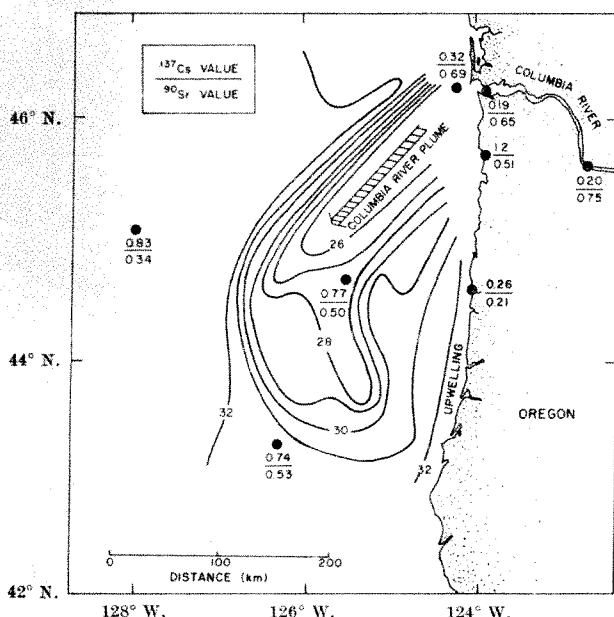 137Cs VALUE
90Sr VALUE
0.32
0.69
COLUMBIA RIVER
46° N.
0.19
0.65
1.2
0.51
0.20
0.75
COLUMBIA RIVER PLUME
0.83
0.34
26
0.77
0.50
0.26
0.21
28
44° N.
UPWELLING
OREGON
32
30
0.74
0.53
32
0 100 200
DISTANCE (km)
42° N.
128° W. 126° W. 124° W.